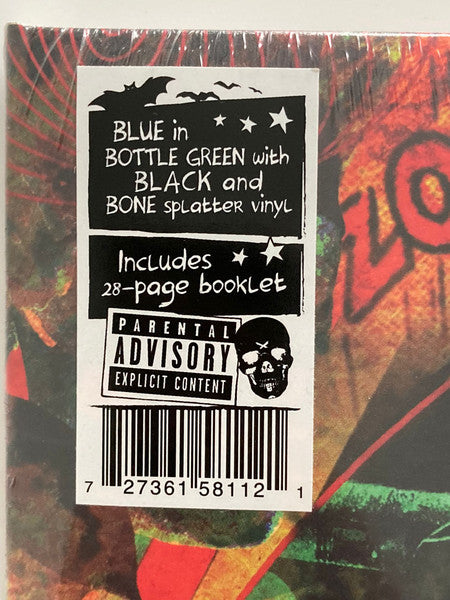 BLUE in
BOTTLE GREEN with
BLACK and
BONE splatter vinyl
Includes
28-page booklet
PARENTAL
ADVISORY
EXPLICIT CONTENT
7 27361 58112 1
ZO